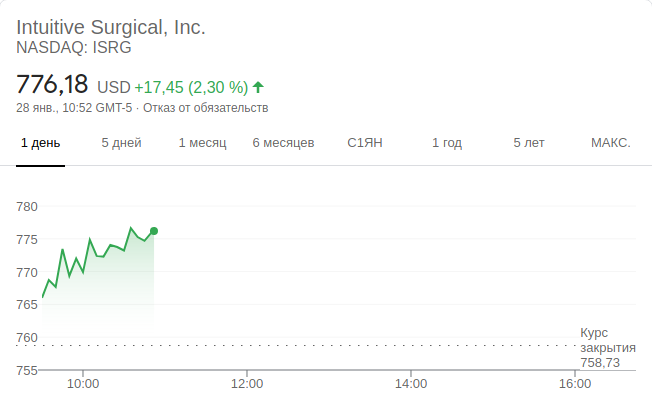 Intuitive Surgical, Inc.
NASDAQ: ISRG
776,18 USD +17,45 (2,30 %)
28 янв., 10:52 GMT-5 · Отказ от обязательств
1 день 5 дней 1 месяц 6 месяцев С1ЯН 1 год 5 лет МАКС.
780
775
770
765
760
Курс
закрытия
758,73
755
10:00 12:00 14:00 16:00